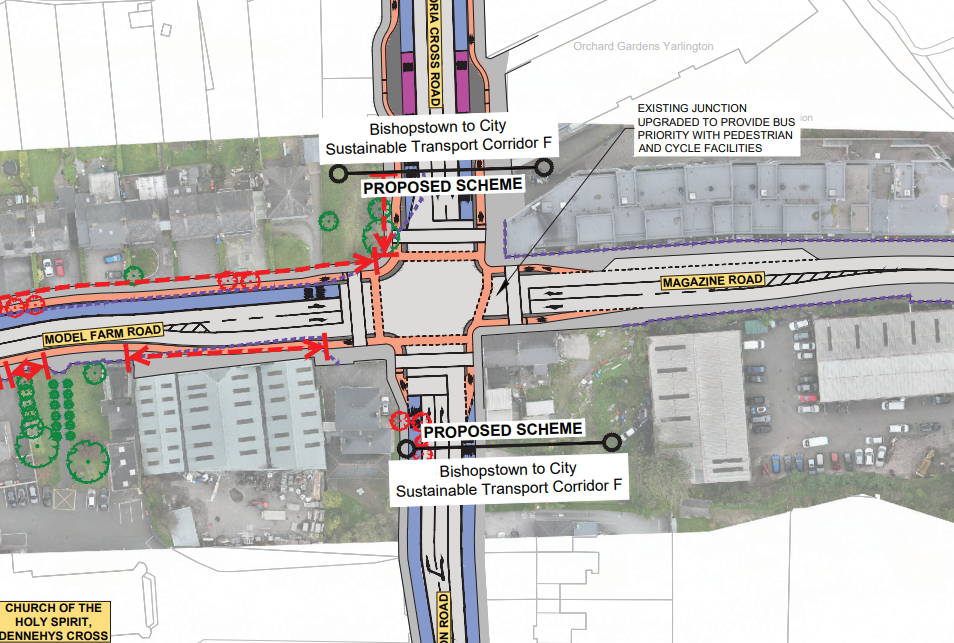 ORIA CROSS ROAD
Orchard Gardens Yarlington
EXISTING JUNCTION
UPGRADED TO PROVIDE BUS
PRIORITY WITH PEDESTRIAN
AND CYCLE FACILITIES
ion
Bishopstown to City
Sustainable Transport Corridor F
PROPOSED SCHEME
MAGAZINE ROAD
MODEL FARM ROAD
PROPOSED SCHEME
Bishopstown to City
Sustainable Transport Corridor F
ON ROAD
CHURCH OF THE
HOLY SPIRIT,
DENNEHYS CROSS